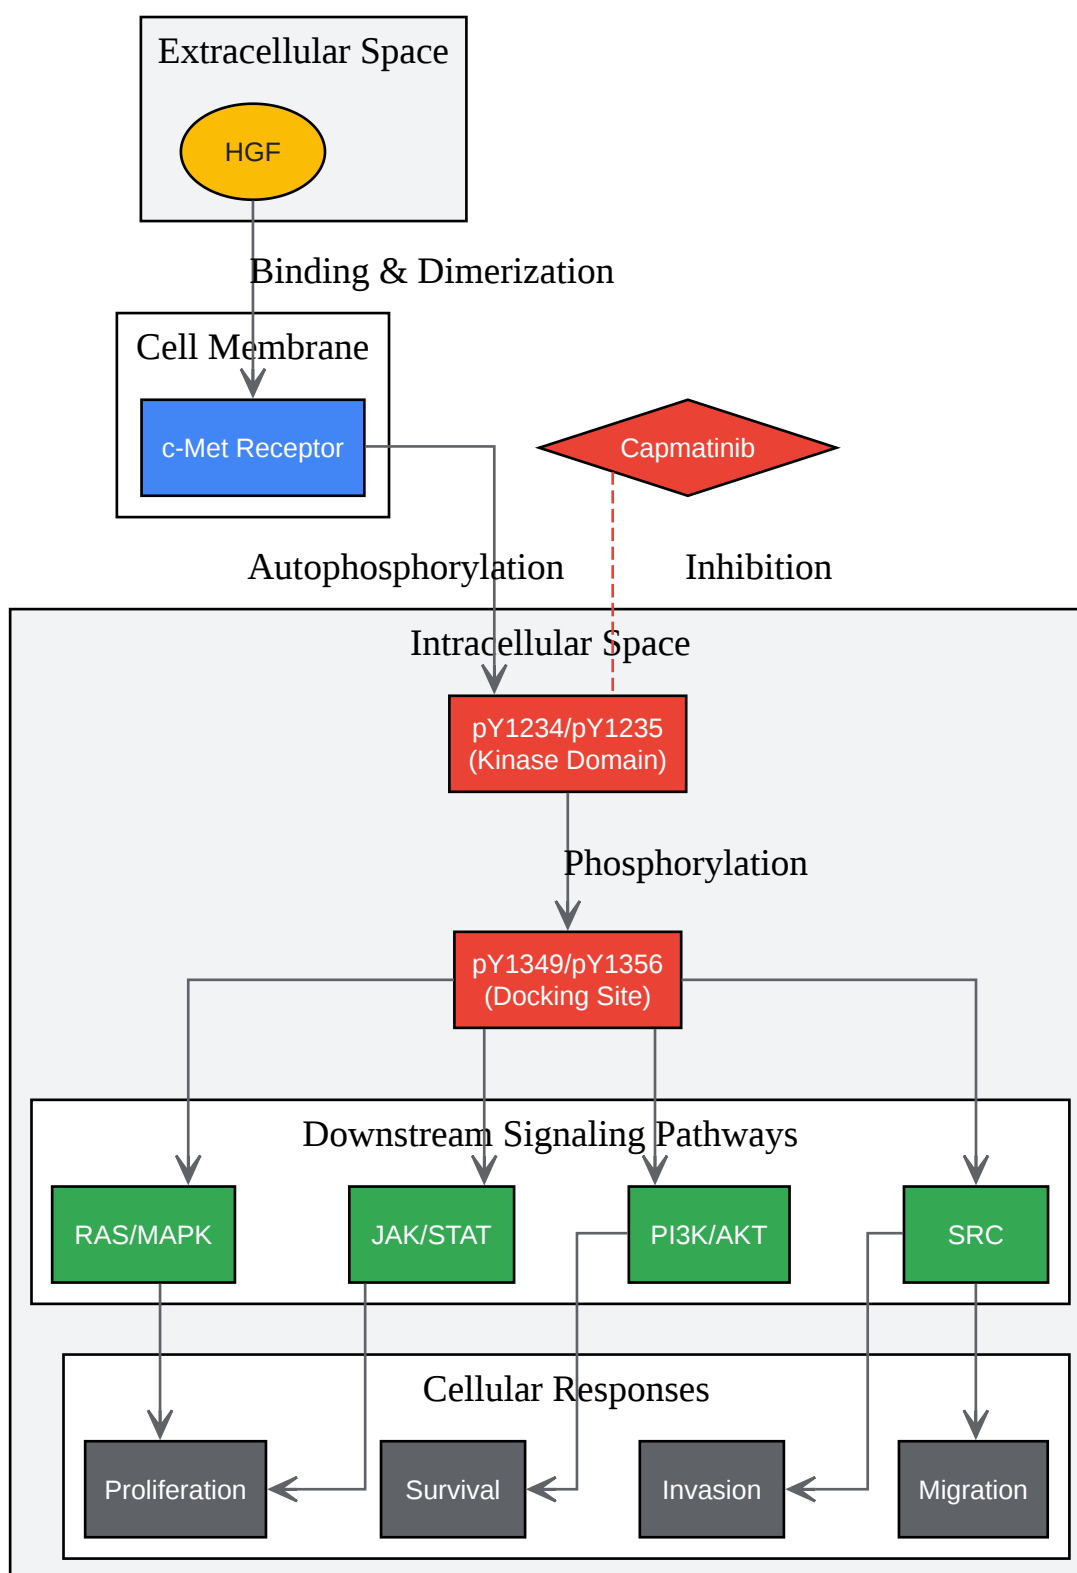 Extracellular Space
HGF
Binding & Dimerization
Cell Membrane
c-Met Receptor
Capmatinib
Autophosphorylation
Inhibition
Intracellular Space
pY1234/pY1235
(Kinase Domain)
Phosphorylation
pY1349/pY1356
(Docking Site)
Downstream Signaling Pathways
RAS/MAPK
JAK/STAT
PI3K/AKT
SRC
Cellular Responses
Proliferation
Survival
Invasion
Migration